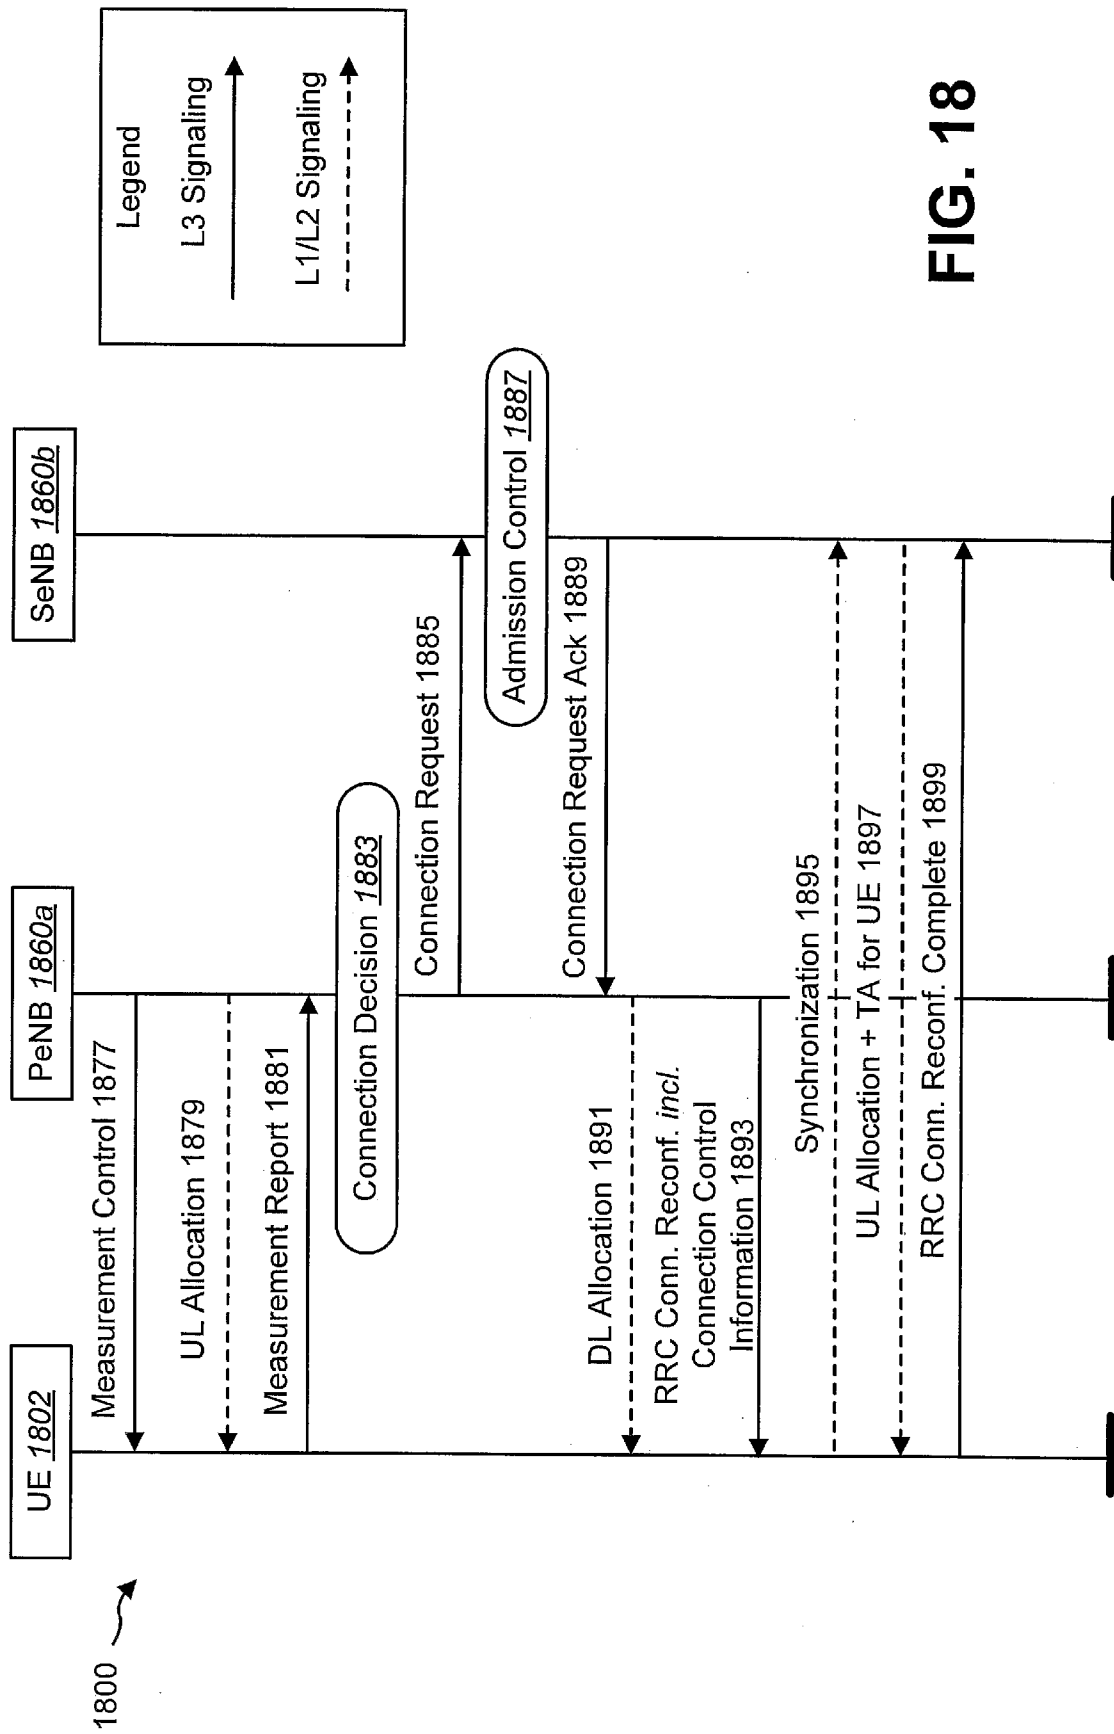 1800
UE 1802
PeNB 1860a
SeNB 1860b
Legend
L3 Signaling
L1/L2 Signaling
Measurement Control 1877
UL Allocation 1879
Measurement Report 1881
Connection Decision 1883
Connection Request 1885
Admission Control 1887
Connection Request Ack 1889
DL Allocation 1891
RRC Conn. Reconf. incl.
Connection Control
Information 1893
Synchronization 1895
UL Allocation + TA for UE 1897
RRC Conn. Reconf. Complete 1899
FIG. 18